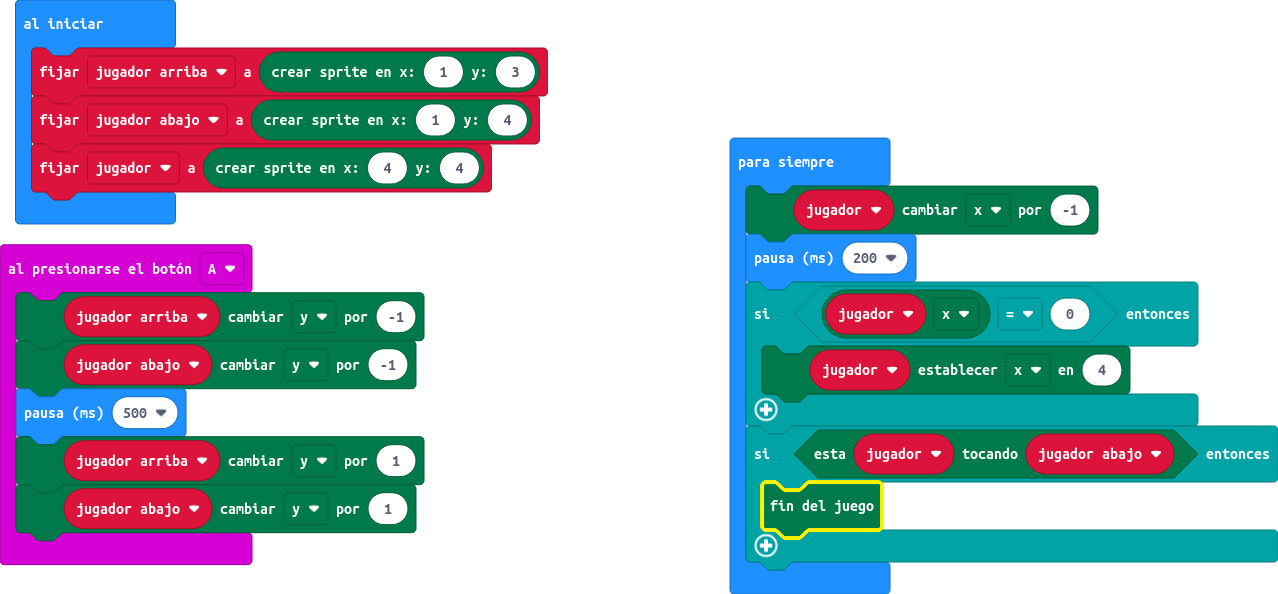 al iniciar
fijar jugador arriba a crear sprite en x: 1 y: 3
fijar jugador abajo a crear sprite en x: 1 y: 4
fijar jugador a crear sprite en x: 4 y: 4
al presionarse el botón A
jugador arriba cambiar y por -1
jugador abajo cambiar y por -1
pausa (ms) 500
jugador arriba cambiar y por 1
jugador abajo cambiar y por 1
para siempre
jugador cambiar x por -1
pausa (ms) 200
si jugador x = 0 entonces
jugador establecer x en 4
si esta jugador tocando jugador abajo entonces
fin del juego